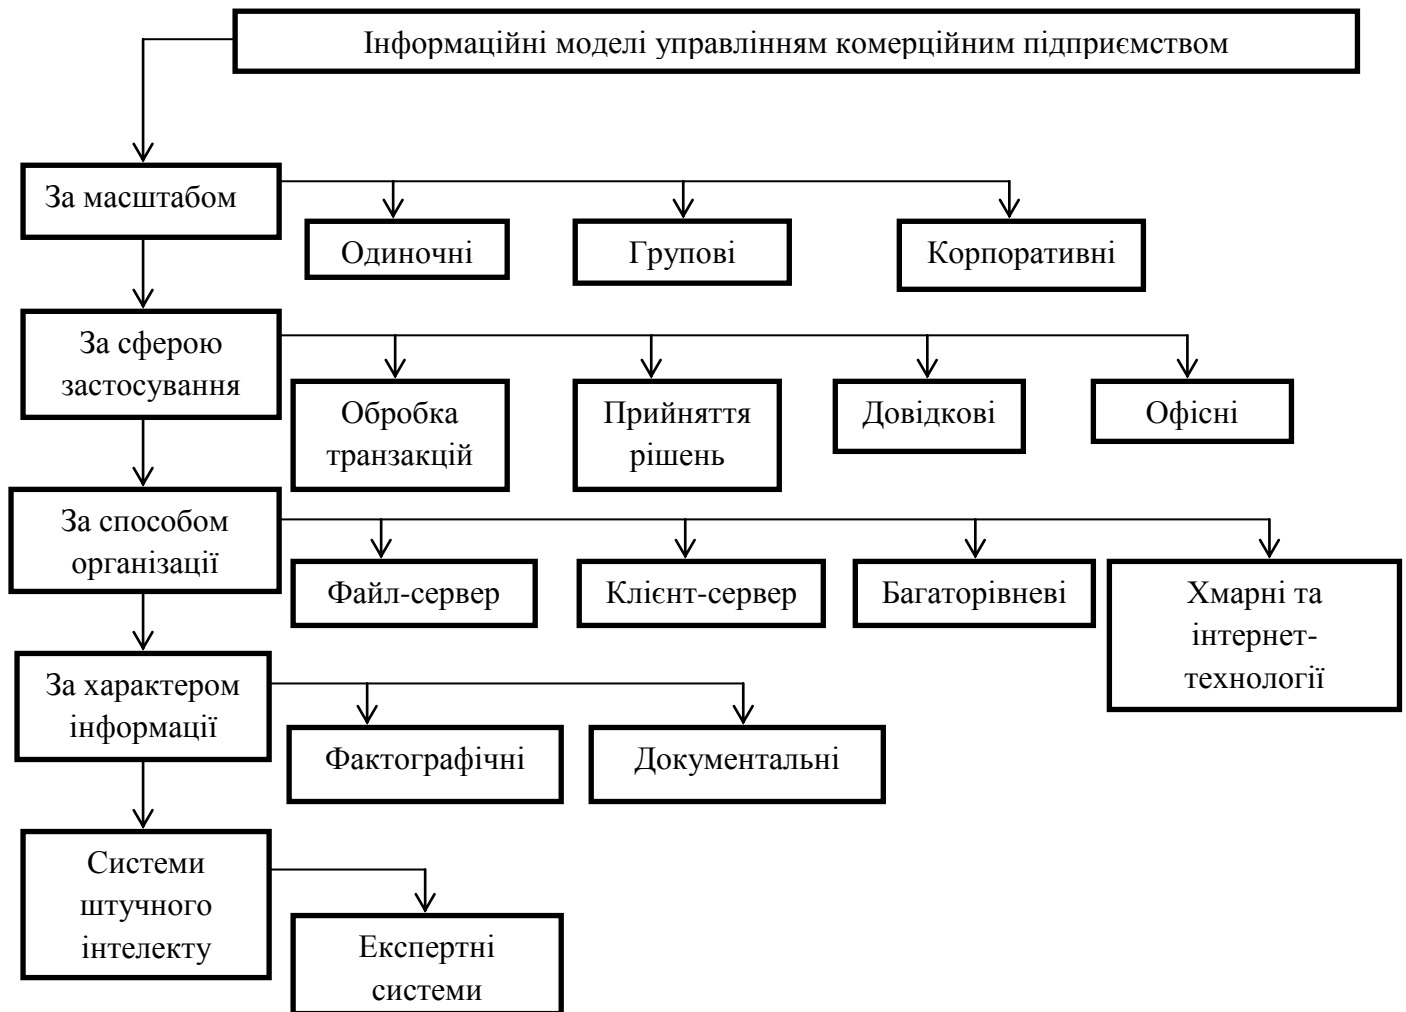 Інформаційні моделі управлінням комерційним підприємством
За масштабом
Одиночні
Групові
Корпоративні
За сферою
застосування
Обробка
транзакцій
Прийняття
рішень
Довідкові
Офісні
За способом
організації
Файл-сервер
Клієнт-сервер
Багаторівневі
Хмарні та
інтернет-
технології
За характером
інформації
Фактографічні
Документальні
Системи
штучного
інтелекту
Експертні
системи